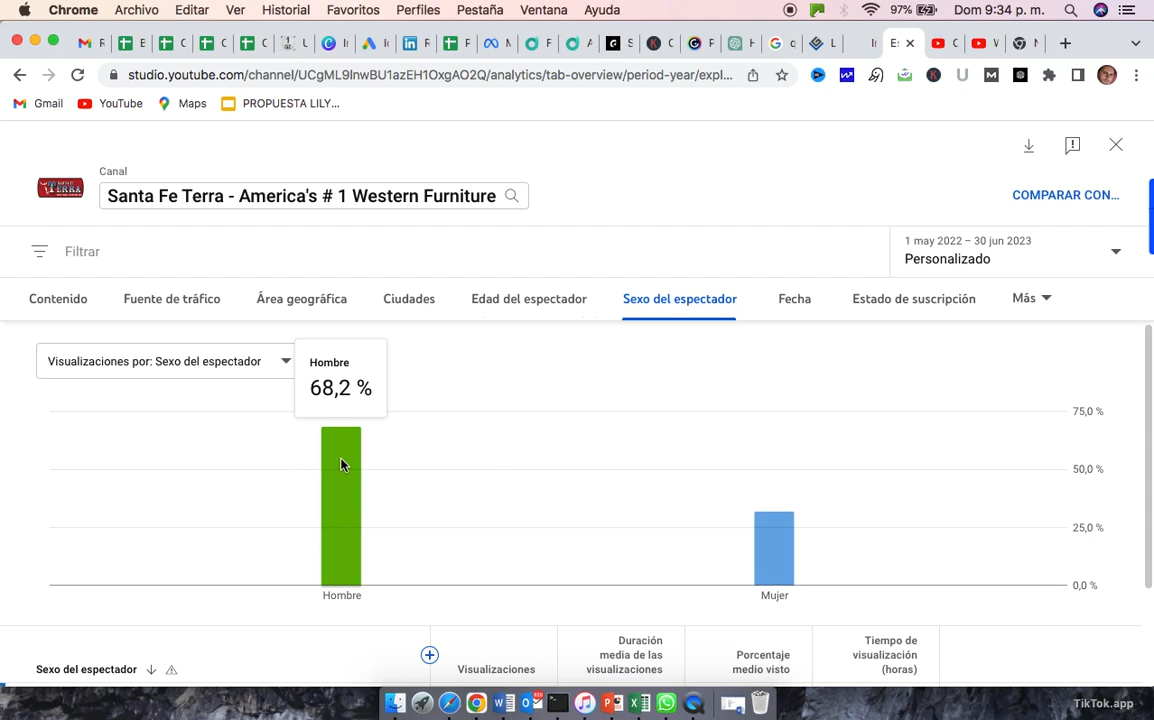 Chrome Archivo Editar Ver Historial Favoritos Perfiles Pestaña Ventana Ayuda 97% Dom 9:34 p. m.
studio.youtube.com/channel/UCgML9InwBU1azEH1OxgAO2Q/analytics/tab-overview/period-year/expl...
Gmail YouTube Maps PROPUESTA LILY...
Canal
TERRA
Santa Fe Terra - America's # 1 Western Furniture
COMPARAR CON...
Filtrar
1 may 2022 – 30 jun 2023
Personalizado
Contenido Fuente de tráfico Área geográfica Ciudades Edad del espectador Sexo del espectador Fecha Estado de suscripción Más
Visualizaciones por: Sexo del espectador
Hombre
68,2 %
75,0 %
50,0 %
25,0 %
0,0 %
Hombre
Mujer
Sexo del espectador
Visualizaciones
Duración
media de las
visualizaciones
Porcentaje
medio visto
Tiempo de
visualización
(horas)
TikTok.app